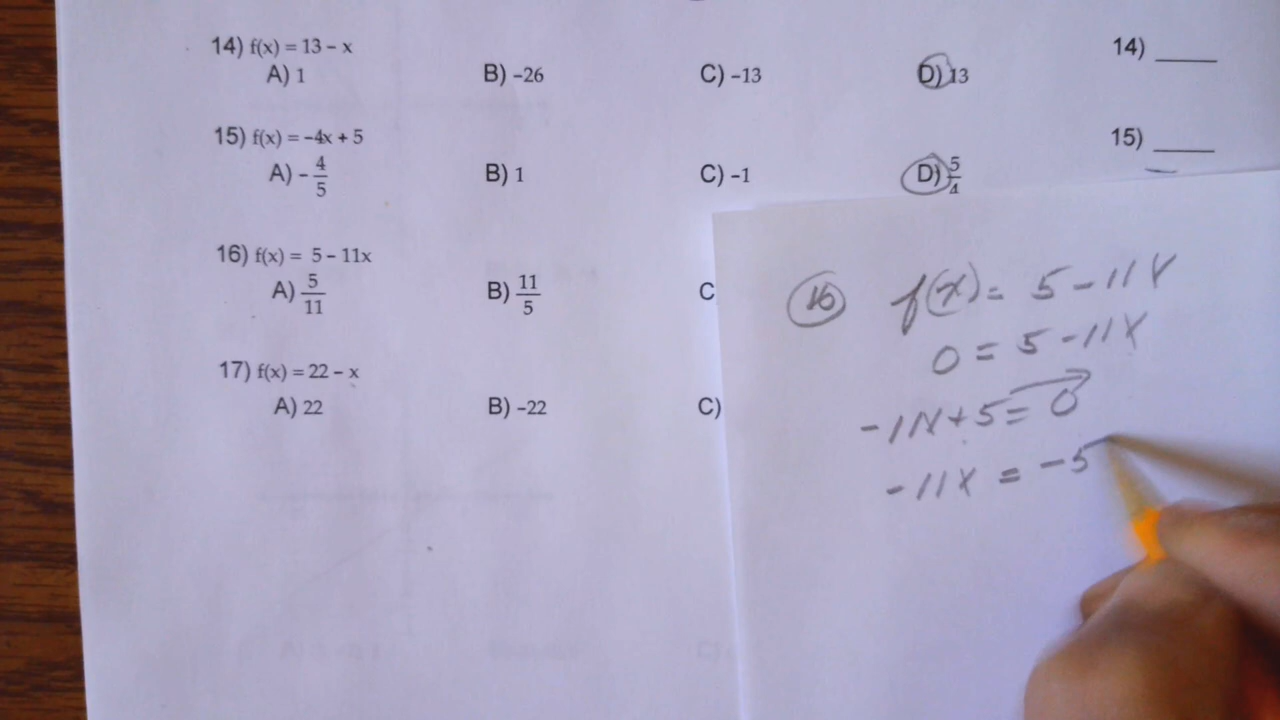 14) f(x) = 13 – x 14) ____
A) 1 B) –26 C) –13 D) 13
15) f(x) = –4x + 5 15) ____
A) - 4/5 B) 1 C) –1 D) 5/4
16) f(x) = 5 – 11x
A) 5/11 B) 11/5 C
17) f(x) = 22 – x
A) 22 B) –22 C)
16 f(x) = 5 - 11X
0 = 5 - 11X
-11X + 5 = 0
-11X = -5